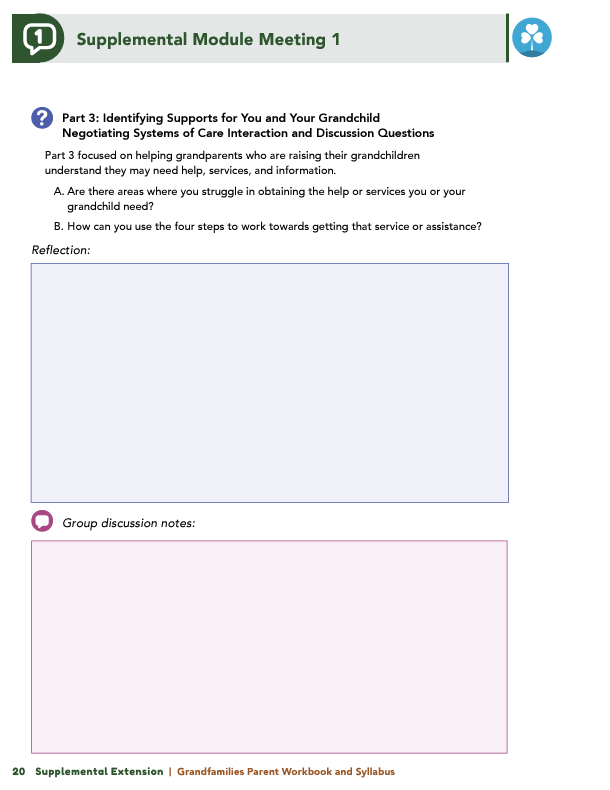 1
Supplemental Module Meeting 1
?
Part 3: Identifying Supports for You and Your Grandchild
Negotiating Systems of Care Interaction and Discussion Questions
Part 3 focused on helping grandparents who are raising their grandchildren
understand they may need help, services, and information.
A. Are there areas where you struggle in obtaining the help or services you or your
grandchild need?
B. How can you use the four steps to work towards getting that service or assistance?
Reflection:
Group discussion notes:
20 Supplemental Extension | Grandfamilies Parent Workbook and Syllabus